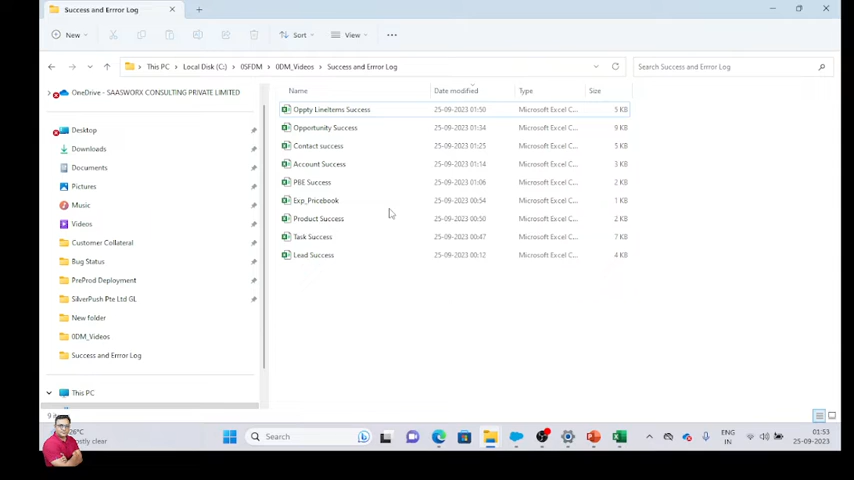 Success and Errror Log
New
Sort
View
This PC
Local Disk (C:)
0SFDM
0DM_Videos
Success and Errror Log
Search Success and Errror Log
Name
Date modified
Type
Size
OneDrive - SAASWORX CONSULTING PRIVATE LIMITED
Desktop
Downloads
Documents
Pictures
Music
Videos
Customer Collateral
Bug Status
PreProd Deployment
SilverPush Pte Ltd GL
New folder
0DM_Videos
Success and Errror Log
This PC
Oppty LineItems Success 25-09-2023 01:50 Microsoft Excel C... 5 KB
Opportunity Success 25-09-2023 01:34 Microsoft Excel C... 9 KB
Contact success 25-09-2023 01:25 Microsoft Excel C... 4 KB
Account Success 25-09-2023 01:14 Microsoft Excel C... 3 KB
PBE Success 25-09-2023 01:06 Microsoft Excel C... 2 KB
Exp_Pricebook 25-09-2023 00:54 Microsoft Excel C... 1 KB
Product Success 25-09-2023 00:50 Microsoft Excel C... 2 KB
Task Success 25-09-2023 00:47 Microsoft Excel C... 7 KB
Lead Success 25-09-2023 00:12 Microsoft Excel C... 4 KB
26°C
clear
Search
ENG
IN
01:53
25-09-2023